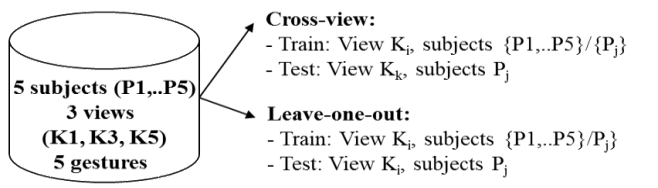 5 subjects (P1,..P5)
3 views
(K1, K3, K5)
5 gestures
Cross-view:
- Train: View Ki, subjects {P1,..P5}/{Pj}
- Test: View Kk, subjects Pj
Leave-one-out:
- Train: View Ki, subjects {P1,..P5}/Pj}
- Test: View Ki, subjects Pj